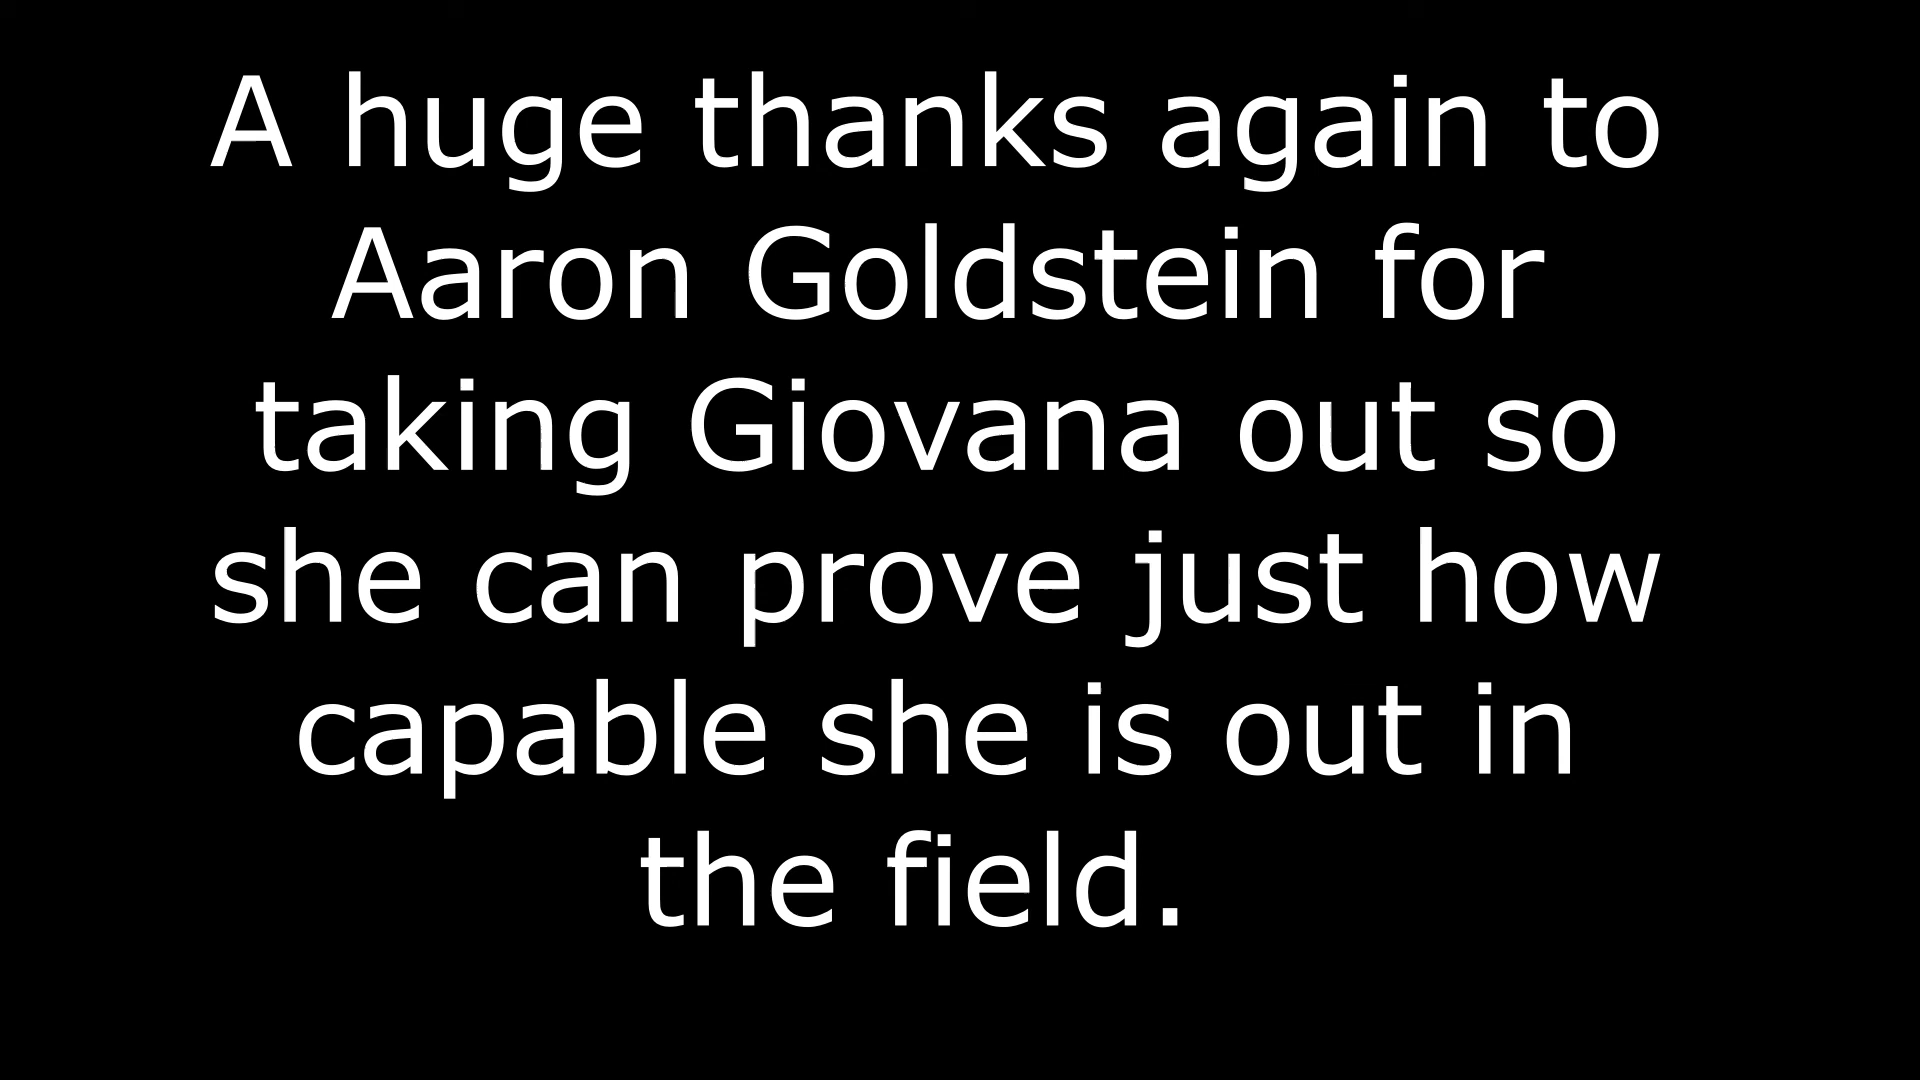 A huge thanks again to
Aaron Goldstein for
taking Giovana out so
she can prove just how
capable she is out in
the field.